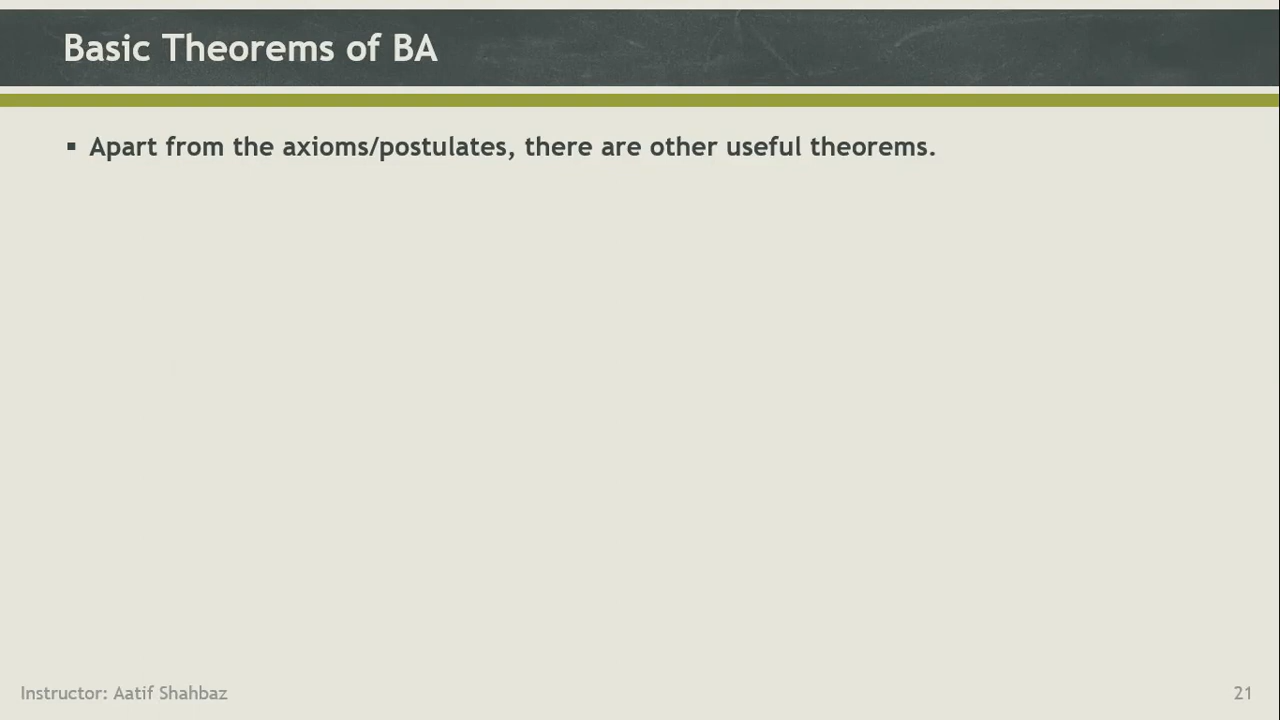 Basic Theorems of BA
▪ Apart from the axioms/postulates, there are other useful theorems.
Instructor: Aatif Shahbaz
21